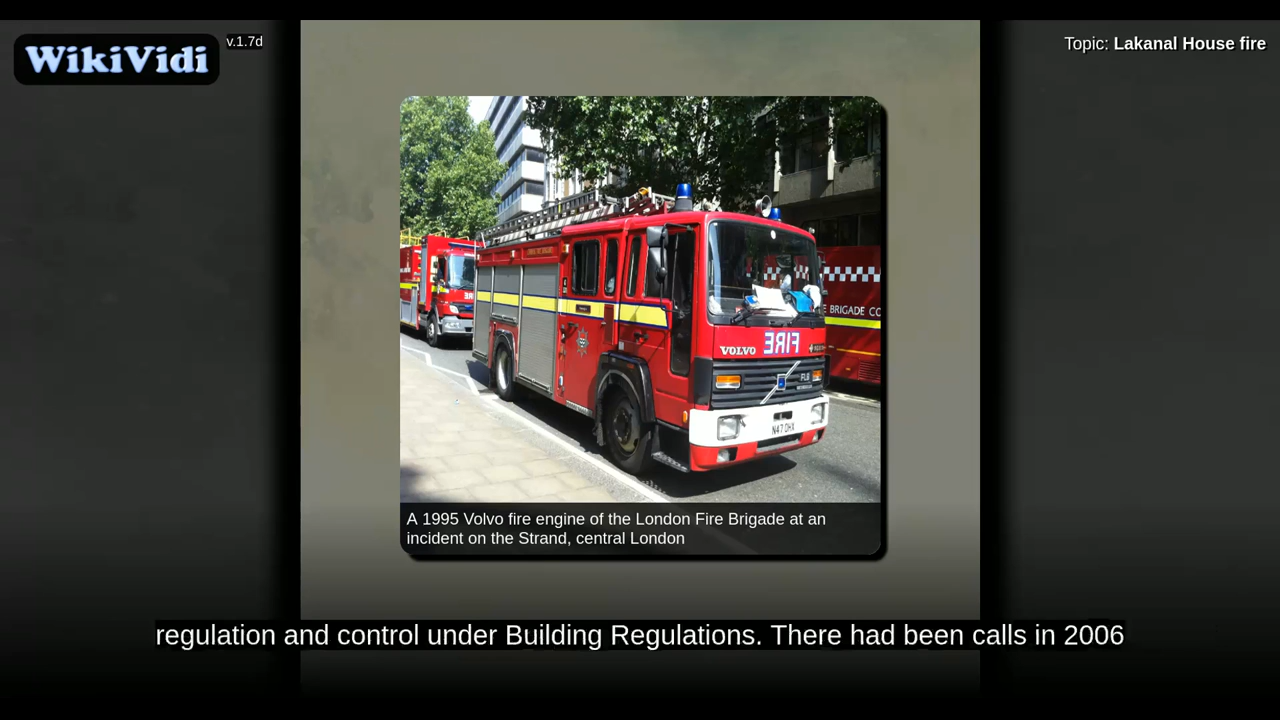 WikiVidi
v.1.7d
Topic: Lakanal House fire
E BRIGADE CO
VOLVO
FIRE
FL6
N47 OHX
A 1995 Volvo fire engine of the London Fire Brigade at an
incident on the Strand, central London
regulation and control under Building Regulations. There had been calls in 2006